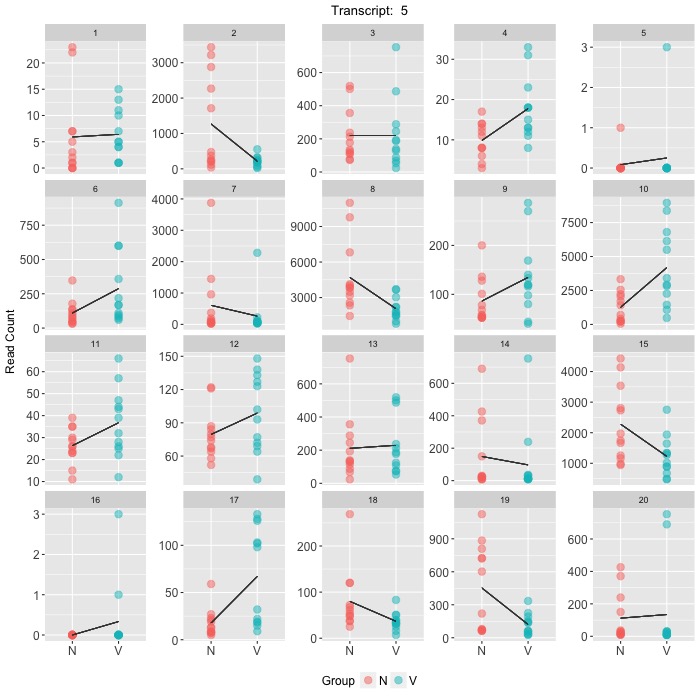 Transcript: 5
1 2 3 4 5
20 3000 600 30 3
15 2000 400 20 2
10 1000 200 10 1
5 0 0 0
0
6 7 8 9 10
750 4000 9000 200 7500
500 3000 6000 100 5000
250 2000 3000 2500
0 1000 0
0
Read Count
11 12 13 14 15
60 150 600 600 4000
50 120 400 400 3000
40 90 200 200 2000
30 60 0 0 1000
20
10
16 17 18 19 20
3 100 200 900 600
2 50 100 600 400
1 0 0 300 200
0 0 0
N V N V N V N V N V
Group N V